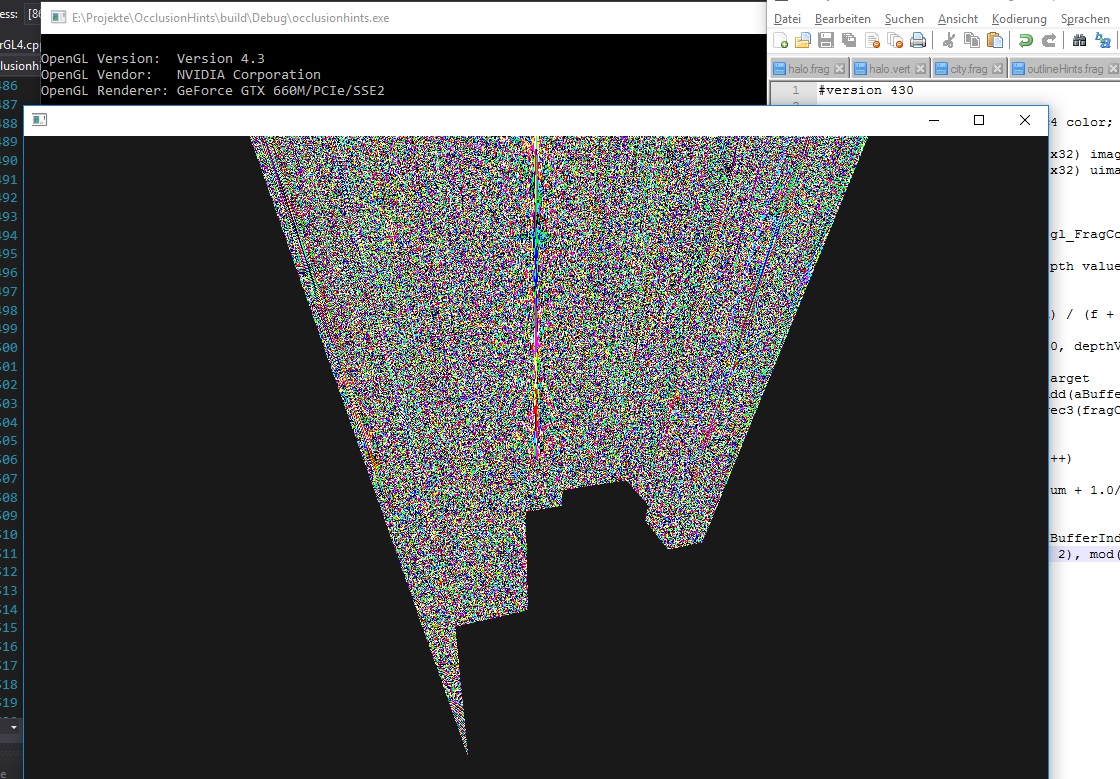 ess: [86
E:\Projekte\OcclusionHints\build\Debug\occlusionhints.exe
OpenGL Version: Version 4.3
OpenGL Vendor: NVIDIA Corporation
OpenGL Renderer: GeForce GTX 660M/PCIe/SSE2
Datei Bearbeiten Suchen Ansicht Kodierung Sprachen
halo.frag halo.vert city.frag outlineHints.frag
1 #version 430
2
rGL4.cp
lusionhi
486
487
488
489
490
491
492
493
494
495
496
497
498
499
500
501
502
503
504
505
506
507
508
509
510
511
512
513
514
515
516
517
518
519
4 color;
x32) imag
x32) uima
gl_FragCo
pth value
) / (f +
0, depthV
arget
dd(aBuffe
ec3(fragC
++)
um + 1.0/
BufferInd
2), mod(